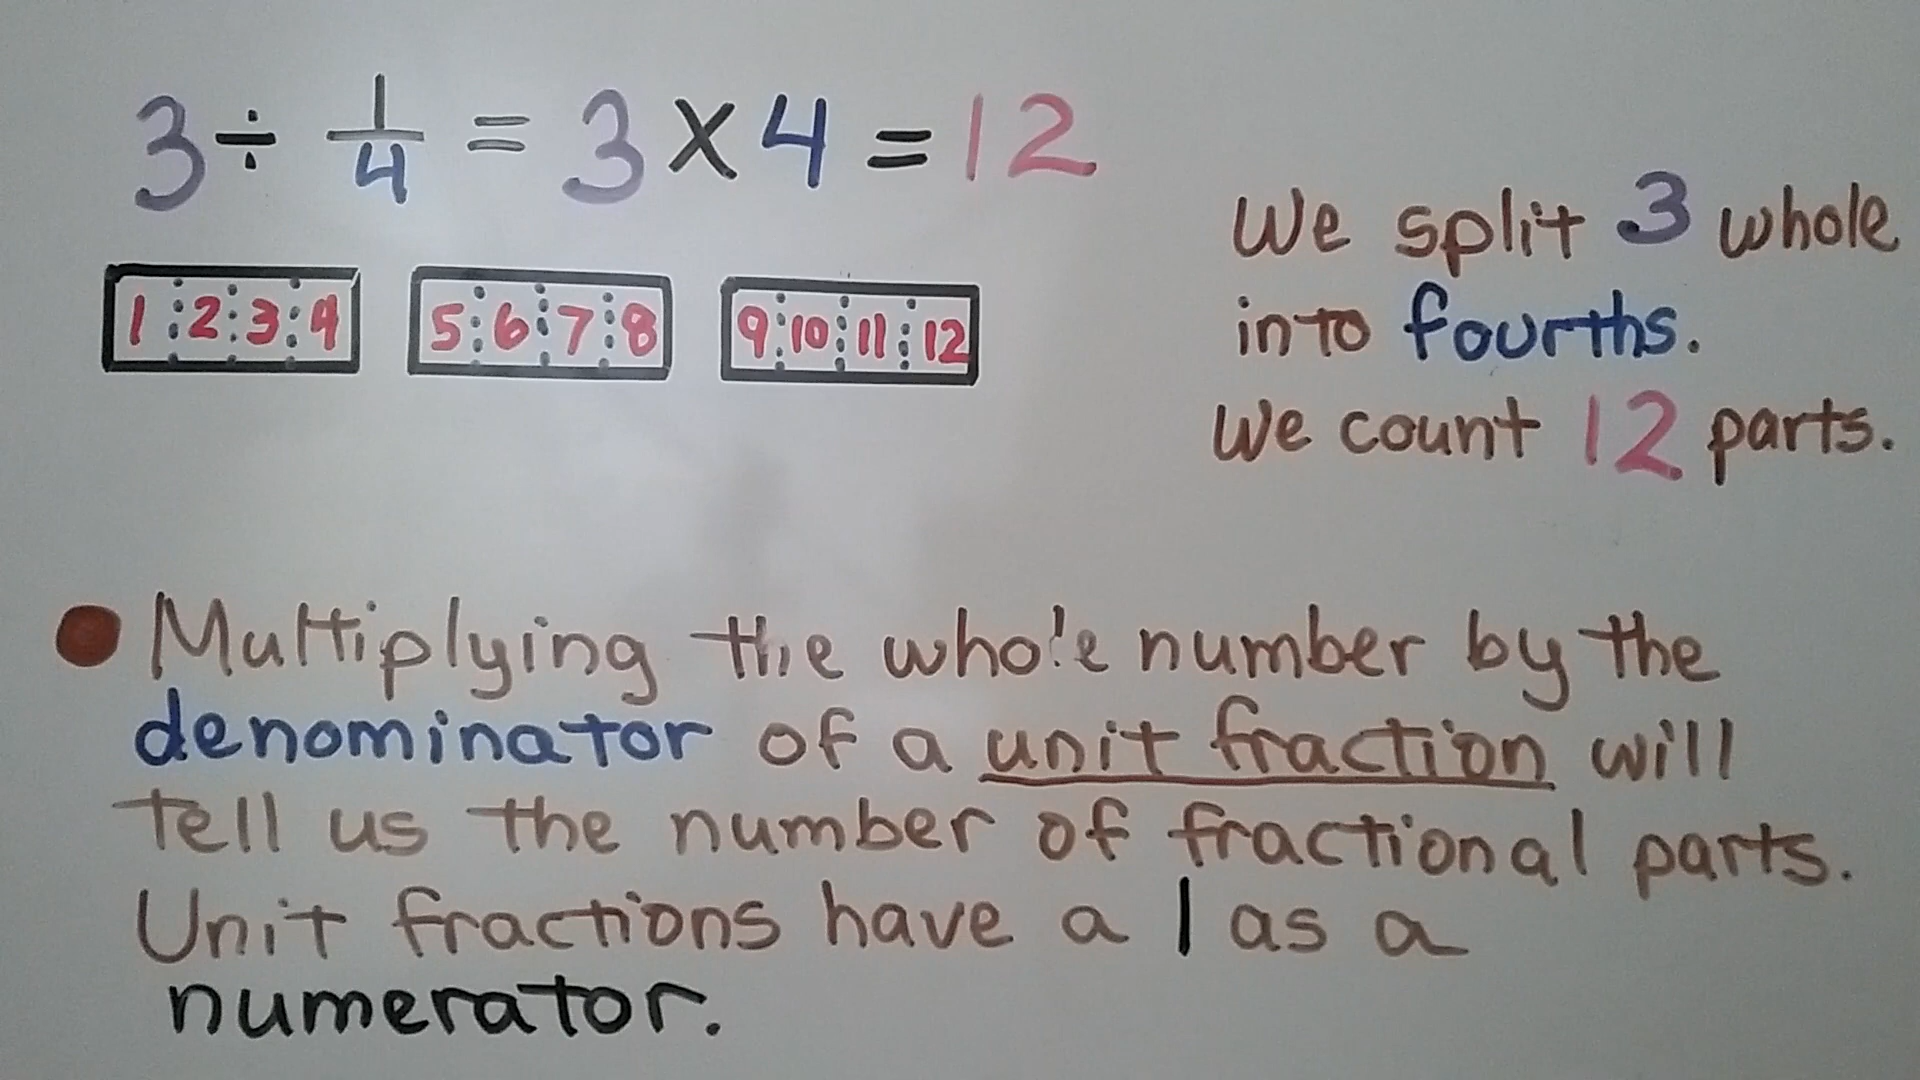 3 ÷ 1/4 = 3 × 4 = 12
1 2 3 4 5 6 7 8 9 10 11 12
We split 3 whole
into fourths.
We count 12 parts.
Multiplying the whole number by the
denominator of a unit fraction will
tell us the number of fractional parts.
Unit fractions have a 1 as a
numerator.